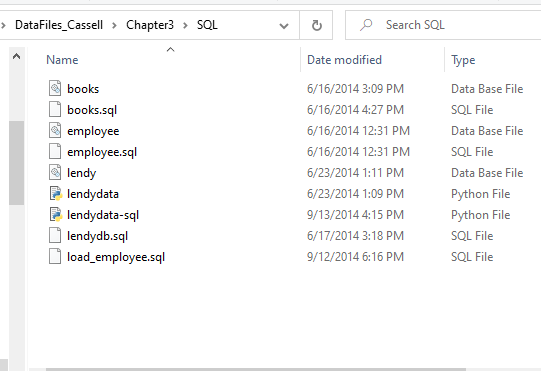 DataFiles_Cassell > Chapter3 > SQL Search SQL
Name Date modified Type
books 6/16/2014 3:09 PM Data Base File
books.sql 6/16/2014 4:27 PM SQL File
employee 6/16/2014 12:31 PM Data Base File
employee.sql 6/16/2014 12:31 PM SQL File
lendy 6/23/2014 1:11 PM Data Base File
lendydata 6/23/2014 1:09 PM Python File
lendydata-sql 9/13/2014 4:15 PM Python File
lendydb.sql 6/17/2014 3:18 PM SQL File
load_employee.sql 9/12/2014 6:16 PM SQL File